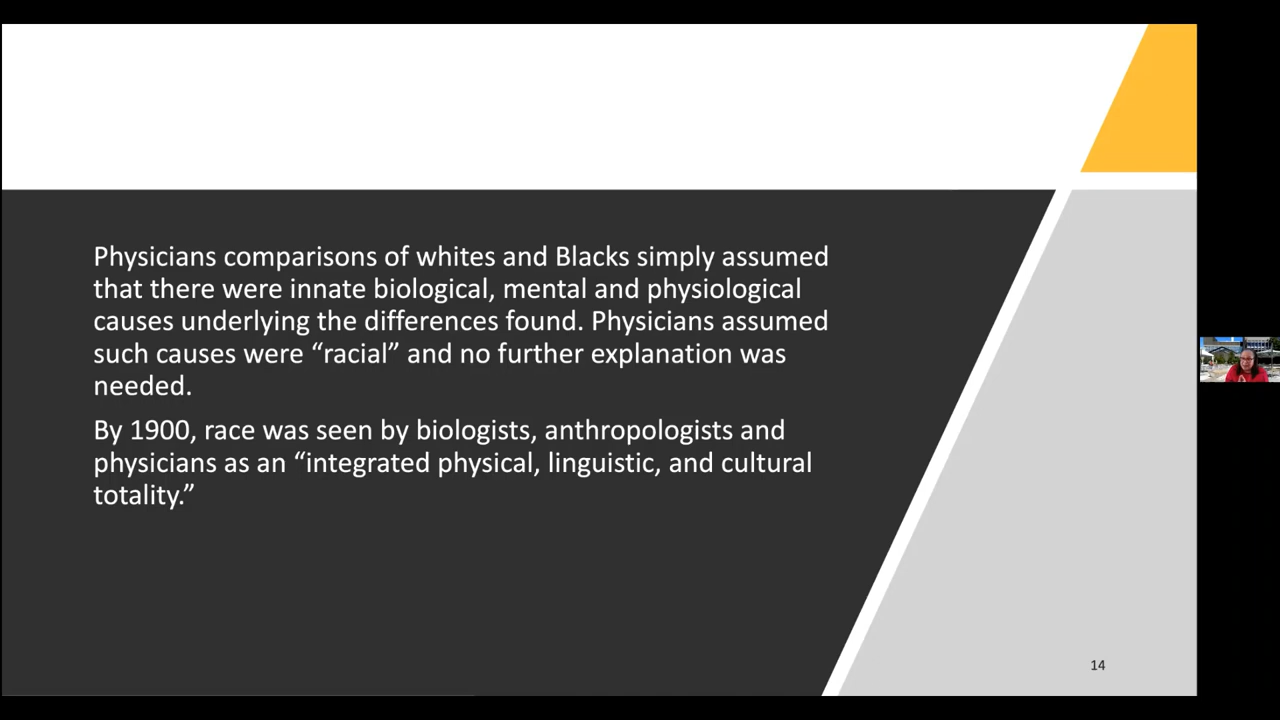 Physicians comparisons of whites and Blacks simply assumed
that there were innate biological, mental and physiological
causes underlying the differences found. Physicians assumed
such causes were “racial” and no further explanation was
needed.
By 1900, race was seen by biologists, anthropologists and
physicians as an “integrated physical, linguistic, and cultural
totality.”
14